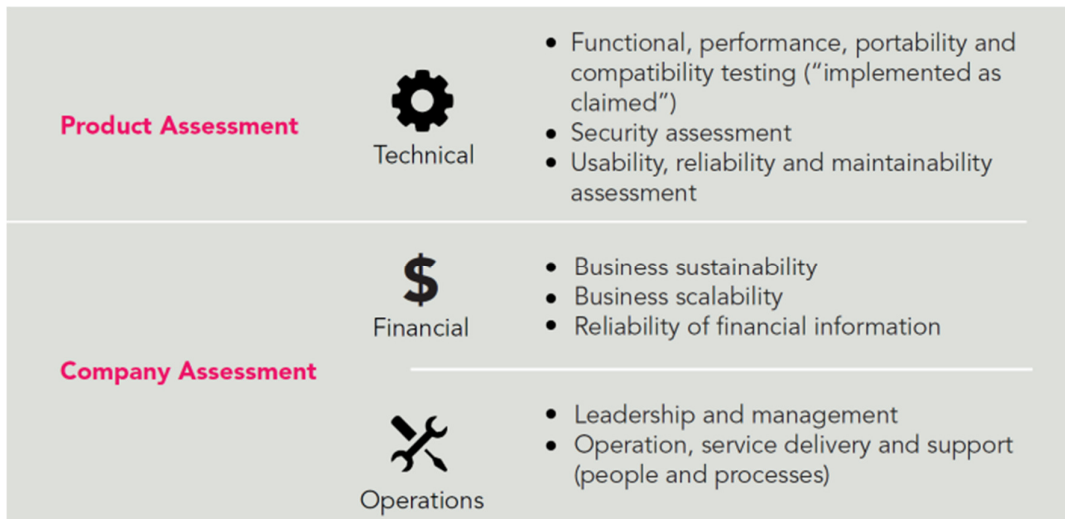 Product Assessment
Technical
• Functional, performance, portability and
compatibility testing (“implemented as
claimed”)
• Security assessment
• Usability, reliability and maintainability
assessment
Company Assessment
$
Financial
• Business sustainability
• Business scalability
• Reliability of financial information
Operations
• Leadership and management
• Operation, service delivery and support
(people and processes)